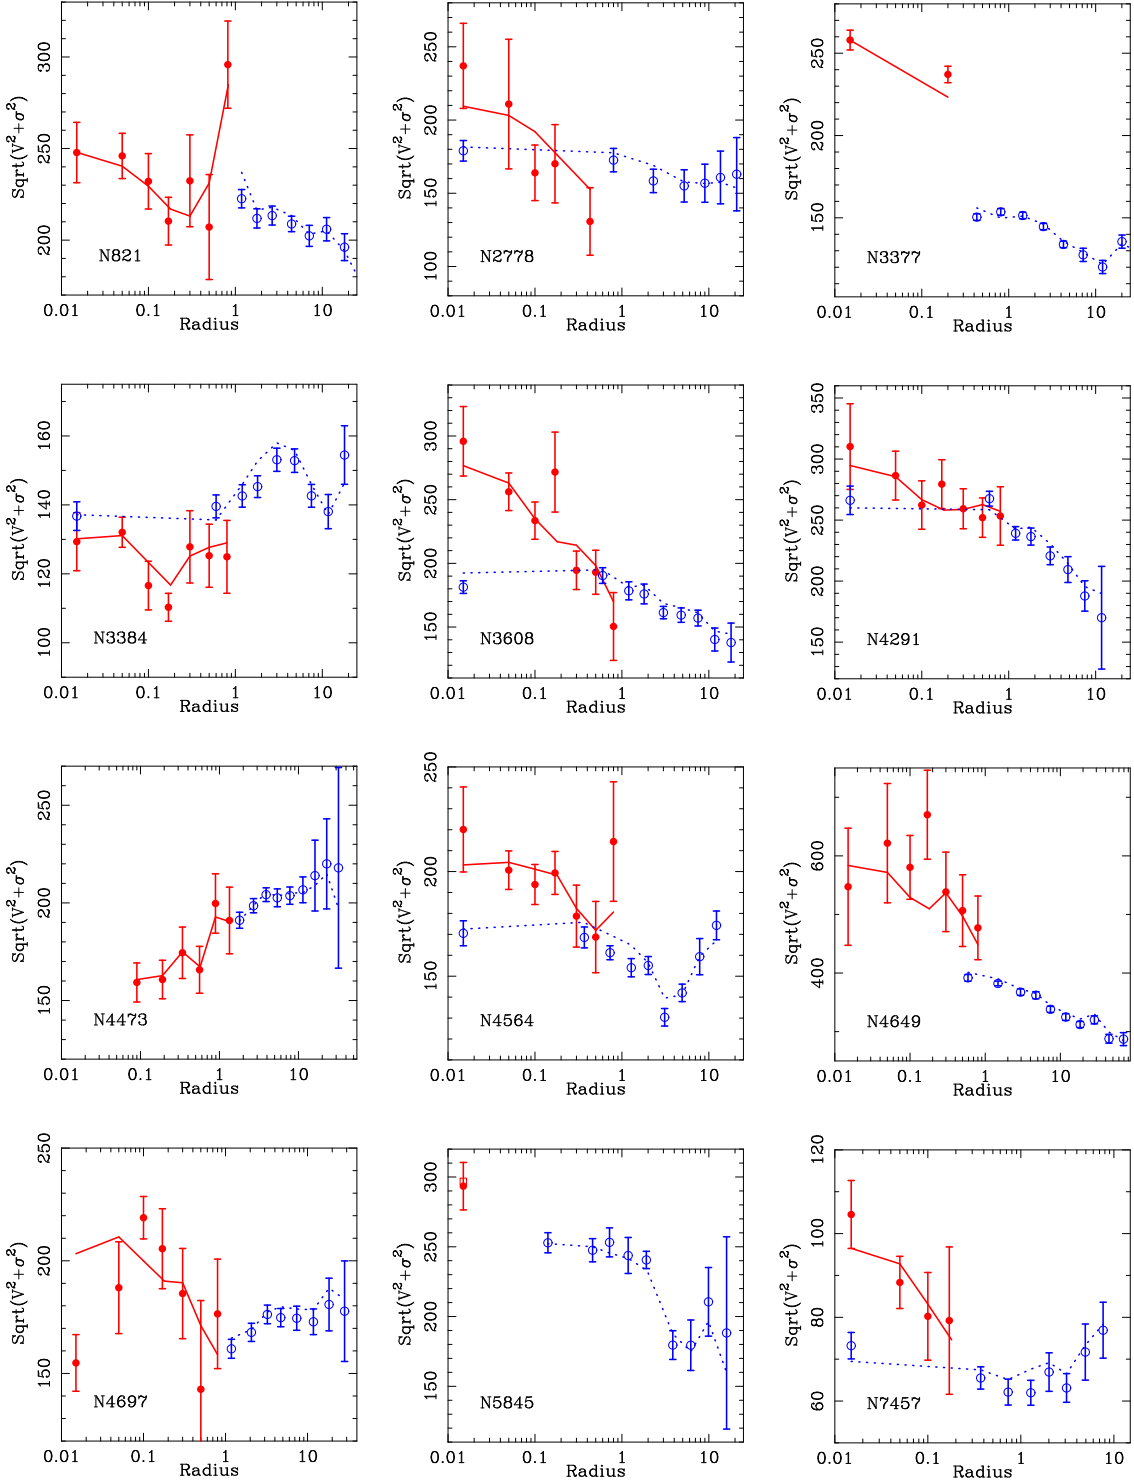 300
250
200
Sqrt(V²+σ²)
N821
0.01 0.1 1 10
Radius
250
200
150
100
Sqrt(V²+σ²)
N2778
0.01 0.1 1 10
Radius
250
200
150
Sqrt(V²+σ²)
N3377
0.01 0.1 1 10
Radius
160
140
120
100
Sqrt(V²+σ²)
N3384
0.01 0.1 1 10
Radius
300
250
200
150
Sqrt(V²+σ²)
N3608
0.01 0.1 1 10
Radius
350
300
250
200
150
Sqrt(V²+σ²)
N4291
0.01 0.1 1 10
Radius
250
200
150
Sqrt(V²+σ²)
N4473
0.01 0.1 1 10
Radius
250
200
150
Sqrt(V²+σ²)
N4564
0.01 0.1 1 10
Radius
600
400
Sqrt(V²+σ²)
N4649
0.01 0.1 1 10
Radius
250
200
150
Sqrt(V²+σ²)
N4697
0.01 0.1 1 10
Radius
300
250
200
150
Sqrt(V²+σ²)
N5845
0.01 0.1 1 10
Radius
120
100
80
60
Sqrt(V²+σ²)
N7457
0.01 0.1 1 10
Radius